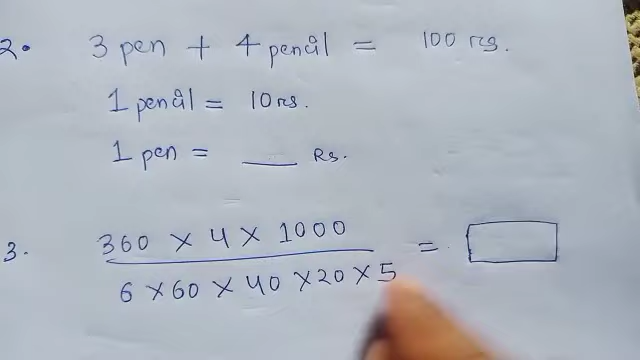 2. 3 pen + 4 pencil = 100 rs.
1 pencil = 10 rs.
1 pen = ___ Rs.
3. 360 × 4 × 1000
6 × 60 × 40 × 20 × 5 =